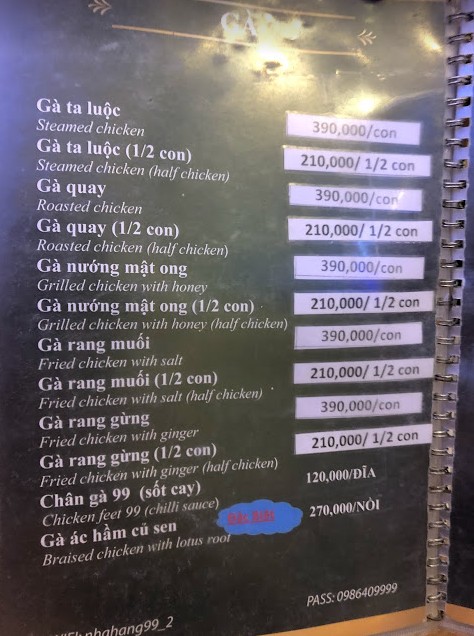 GÀ
Gà ta luộc
Steamed chicken
390,000/con
Gà ta luộc (1/2 con)
Steamed chicken (half chicken)
210,000/ 1/2 con
Gà quay
Roasted chicken
390,000/con
Gà quay (1/2 con)
Roasted chicken (half chicken)
210,000/ 1/2 con
Gà nướng mật ong
Grilled chicken with honey
390,000/con
Gà nướng mật ong (1/2 con)
Grilled chicken with honey (half chicken)
210,000/ 1/2 con
Gà rang muối
Fried chicken with salt
390,000/con
Gà rang muối (1/2 con)
Fried chicken with salt (half chicken)
210,000/ 1/2 con
Gà rang gừng
Fried chicken with ginger
390,000/con
Gà rang gừng (1/2 con)
Fried chicken with ginger (half chicken)
210,000/ 1/2 con
Chân gà 99 (sốt cay)
Chicken feet 99 (chilli sauce)
120,000/ĐĨA
Gà ác hầm củ sen
Braised chicken with lotus root
270,000/NỒI
PASS: 0986409999
nhahang99_2